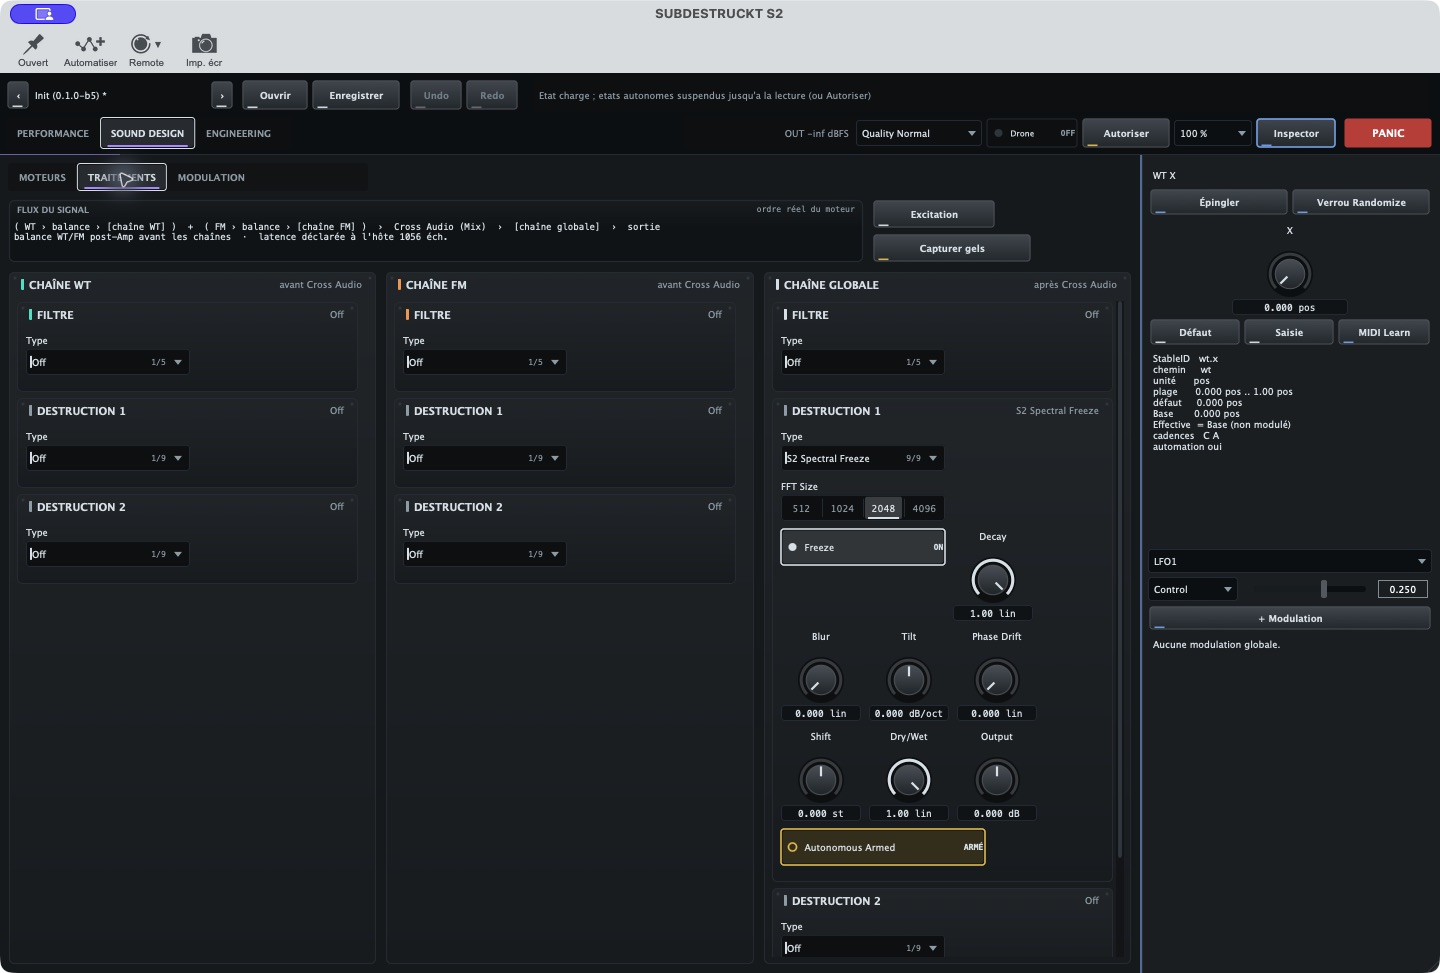 SUBDESTRUCKT S2
Ouvert Automatiser Remote Imp. écr
Init (0.1.0-b5) * Ouvrir Enregistrer Undo Redo Etat charge ; etats autonomes suspendus jusqu'a la lecture (ou Autoriser)
PERFORMANCE SOUND DESIGN ENGINEERING OUT -inf dBFS Quality Normal Drone OFF Autoriser 100 % Inspector PANIC
MOTEURS TRAITEMENTS MODULATION
FLUX DU SIGNAL ordre réel du moteur
( WT › balance › [chaîne WT] ) + ( FM › balance › [chaîne FM] ) › Cross Audio (Mix) › [chaîne globale] › sortie
balance WT/FM post-Amp avant les chaînes · latence déclarée à l'hôte 1056 éch.
Excitation
Capturer gels
CHAÎNE WT avant Cross Audio
FILTRE Off
Type
Off 1/5
DESTRUCTION 1 Off
Type
Off 1/9
DESTRUCTION 2 Off
Type
Off 1/9
CHAÎNE FM avant Cross Audio
FILTRE Off
Type
Off 1/5
DESTRUCTION 1 Off
Type
Off 1/9
DESTRUCTION 2 Off
Type
Off 1/9
CHAÎNE GLOBALE après Cross Audio
FILTRE Off
Type
Off 1/5
DESTRUCTION 1 S2 Spectral Freeze
Type
S2 Spectral Freeze 9/9
FFT Size
512 1024 2048 4096
Freeze ON
Decay
1.00 lin
Blur Tilt Phase Drift
0.000 lin 0.000 dB/oct 0.000 lin
Shift Dry/Wet Output
0.000 st 1.00 lin 0.000 dB
Autonomous Armed ARMÉ
DESTRUCTION 2 Off
Type
Off 1/9
WT X
Épingler Verrou Randomize
X
0.000 pos
Défaut Saisie MIDI Learn
StableID wt.x
chemin wt
unité pos
plage 0.000 pos .. 1.00 pos
défaut 0.000 pos
Base 0.000 pos
Effective = Base (non modulé)
cadences C A
automation oui
LFO1
Control 0.250
+ Modulation
Aucune modulation globale.